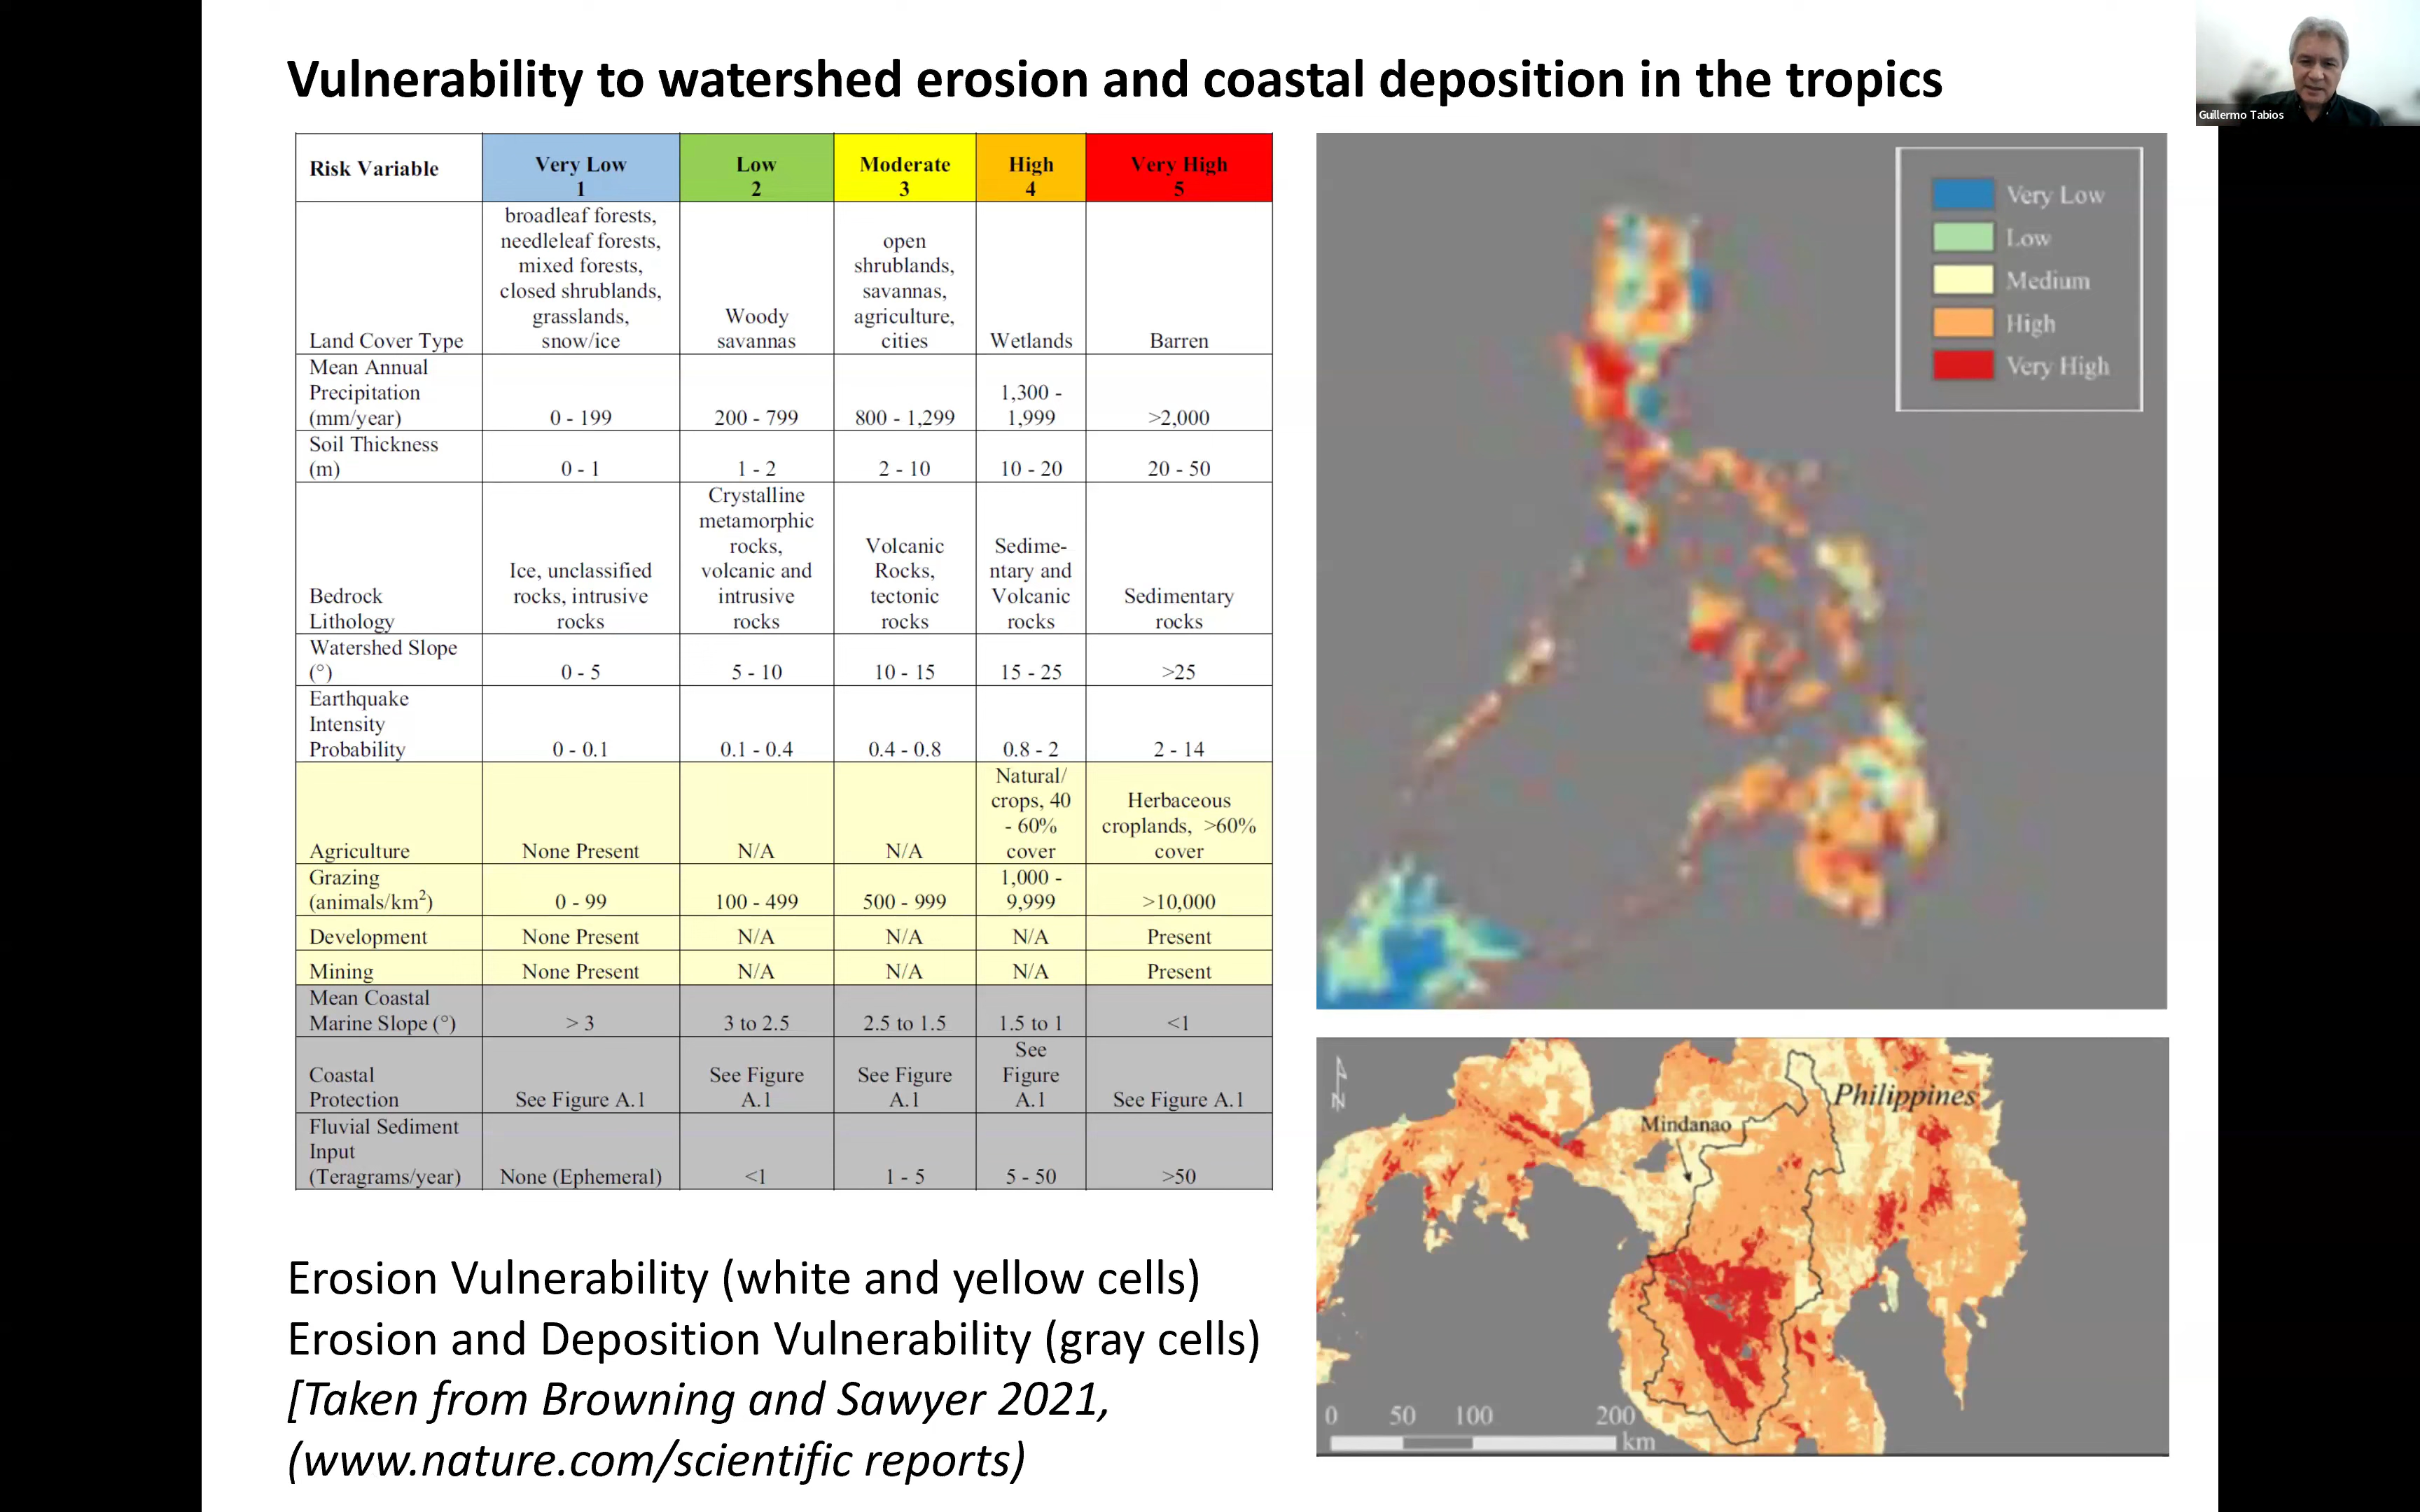 Vulnerability to watershed erosion and coastal deposition in the tropics
Guillermo Tabios
Risk Variable
Very Low
1
Low
2
Moderate
3
High
4
Very High
5
Land Cover Type
broadleaf forests,
needleleaf forests,
mixed forests,
closed shrublands,
grasslands,
snow/ice
Woody
savannas
open
shrublands,
savannas,
agriculture,
cities
Wetlands
Barren
Mean Annual
Precipitation
(mm/year)
0 - 199
200 - 799
800 - 1,299
1,300 -
1,999
>2,000
Soil Thickness
(m)
0 - 1
1 - 2
2 - 10
10 - 20
20 - 50
Bedrock
Lithology
Ice, unclassified
rocks, intrusive
rocks
Crystalline
metamorphic
rocks,
volcanic and
intrusive
rocks
Volcanic
Rocks,
tectonic
rocks
Sedime-
ntary and
Volcanic
rocks
Sedimentary
rocks
Watershed Slope
(°)
0 - 5
5 - 10
10 - 15
15 - 25
>25
Earthquake
Intensity
Probability
0 - 0.1
0.1 - 0.4
0.4 - 0.8
0.8 - 2
2 - 14
Agriculture
None Present
N/A
N/A
Natural/
crops, 40
- 60%
cover
Herbaceous
croplands, >60%
cover
Grazing
(animals/km²)
0 - 99
100 - 499
500 - 999
1,000 -
9,999
>10,000
Development
None Present
N/A
N/A
N/A
Present
Mining
None Present
N/A
N/A
N/A
Present
Mean Coastal
Marine Slope (°)
> 3
3 to 2.5
2.5 to 1.5
1.5 to 1
<1
Coastal
Protection
See Figure A.1
See Figure
A.1
See Figure
A.1
See
Figure
A.1
See Figure A.1
Fluvial Sediment
Input
(Teragrams/year)
None (Ephemeral)
<1
1 - 5
5 - 50
>50
Very Low
Low
Medium
High
Very High
N
Philippines
Mindanao
0 50 100 200
km
Erosion Vulnerability (white and yellow cells)
Erosion and Deposition Vulnerability (gray cells)
[Taken from Browning and Sawyer 2021,
(www.nature.com/scientific reports)